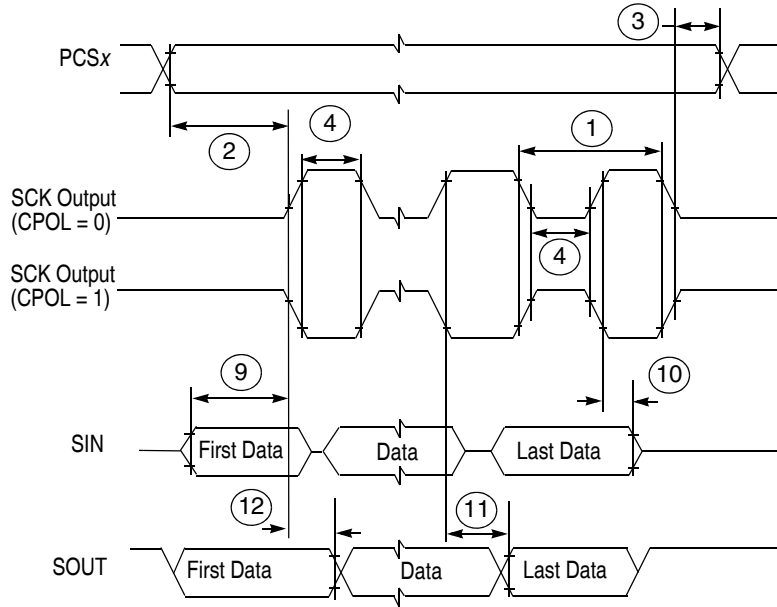 3
PCSx
2
4
1
SCK Output
(CPOL = 0)
4
SCK Output
(CPOL = 1)
9
10
SIN
First Data
Data
Last Data
12
11
SOUT
First Data
Data
Last Data